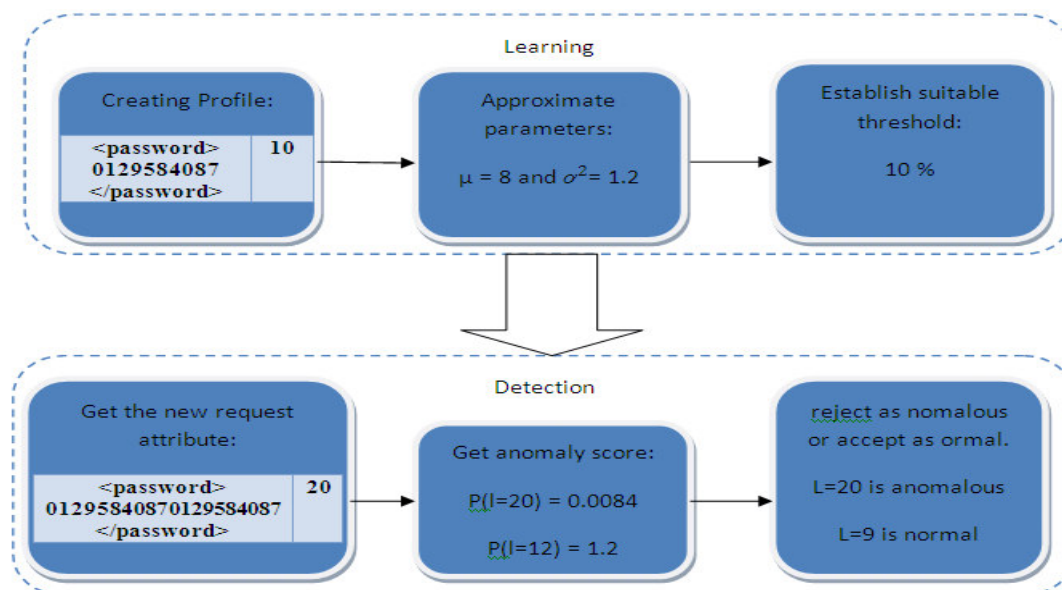 Learning
Creating Profile:
<password>
0129584087
</password>
10
Approximate
parameters:
μ = 8 and σ²= 1.2
Establish suitable
threshold:
10 %
Detection
Get the new request
attribute:
<password>
01295840870129584087
</password>
20
Get anomaly score:
P(l=20) = 0.0084
P(l=12) = 1.2
reject as nomalous
or accept as ormal.
L=20 is anomalous
L=9 is normal